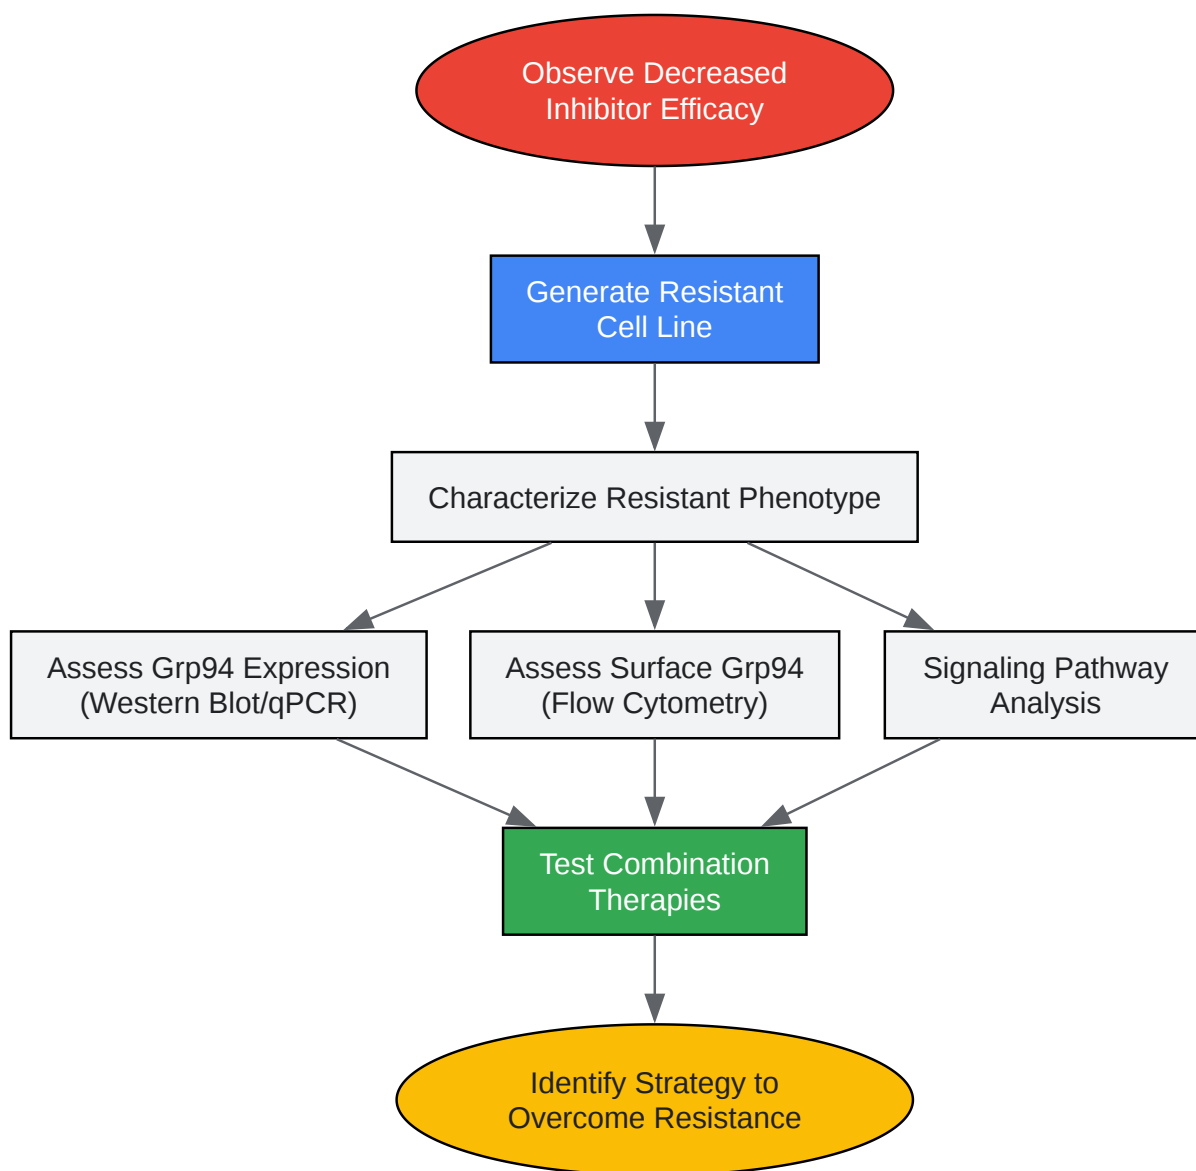 Observe Decreased
Inhibitor Efficacy
Generate Resistant
Cell Line
Characterize Resistant Phenotype
Assess Grp94 Expression
(Western Blot/qPCR)
Assess Surface Grp94
(Flow Cytometry)
Signaling Pathway
Analysis
Test Combination
Therapies
Identify Strategy to
Overcome Resistance